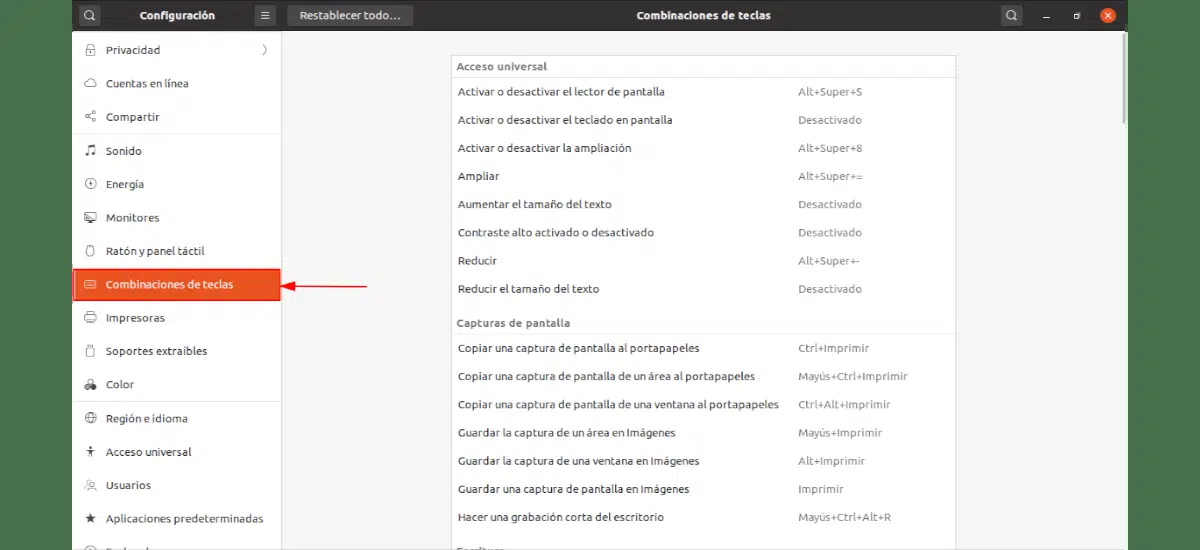 Configuración
Restablecer todo...
Combinaciones de teclas
Privacidad
Cuentas en línea
Compartir
Sonido
Energía
Monitores
Ratón y panel táctil
Combinaciones de teclas
Impresoras
Soportes extraíbles
Color
Región e idioma
Acceso universal
Usuarios
Aplicaciones predeterminadas
Acceso universal
Activar o desactivar el lector de pantalla Alt+Super+S
Activar o desactivar el teclado en pantalla Desactivado
Activar o desactivar la ampliación Alt+Super+8
Ampliar Alt+Super+=
Aumentar el tamaño del texto Desactivado
Contraste alto activado o desactivado Desactivado
Reducir Alt+Super+-
Reducir el tamaño del texto Desactivado
Capturas de pantalla
Copiar una captura de pantalla al portapapeles Ctrl+Imprimir
Copiar una captura de pantalla de un área al portapapeles Mayús+Ctrl+Imprimir
Copiar una captura de pantalla de una ventana al portapapeles Ctrl+Alt+Imprimir
Guardar la captura de un área en Imágenes Mayús+Imprimir
Guardar la captura de una ventana en Imágenes Alt+Imprimir
Guardar una captura de pantalla en Imágenes Imprimir
Hacer una grabación corta del escritorio Mayús+Ctrl+Alt+R